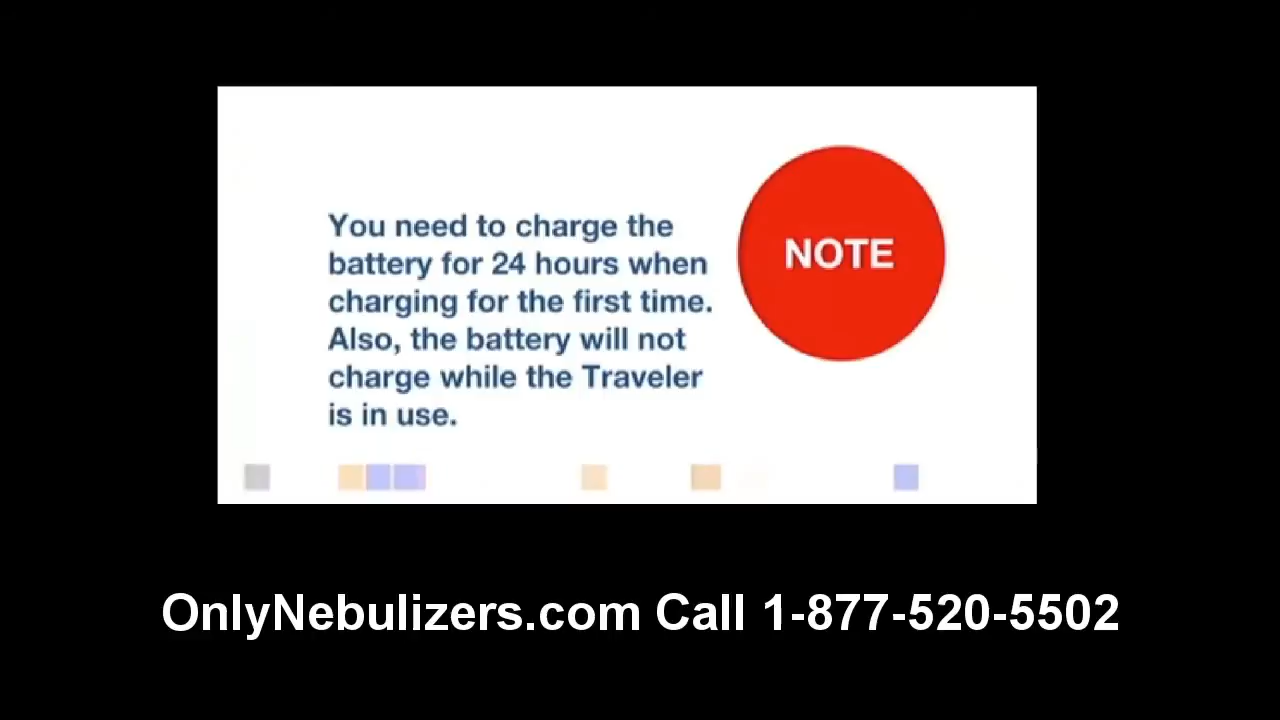 You need to charge the
battery for 24 hours when
charging for the first time.
Also, the battery will not
charge while the Traveler
is in use.
NOTE
OnlyNebulizers.com Call 1-877-520-5502